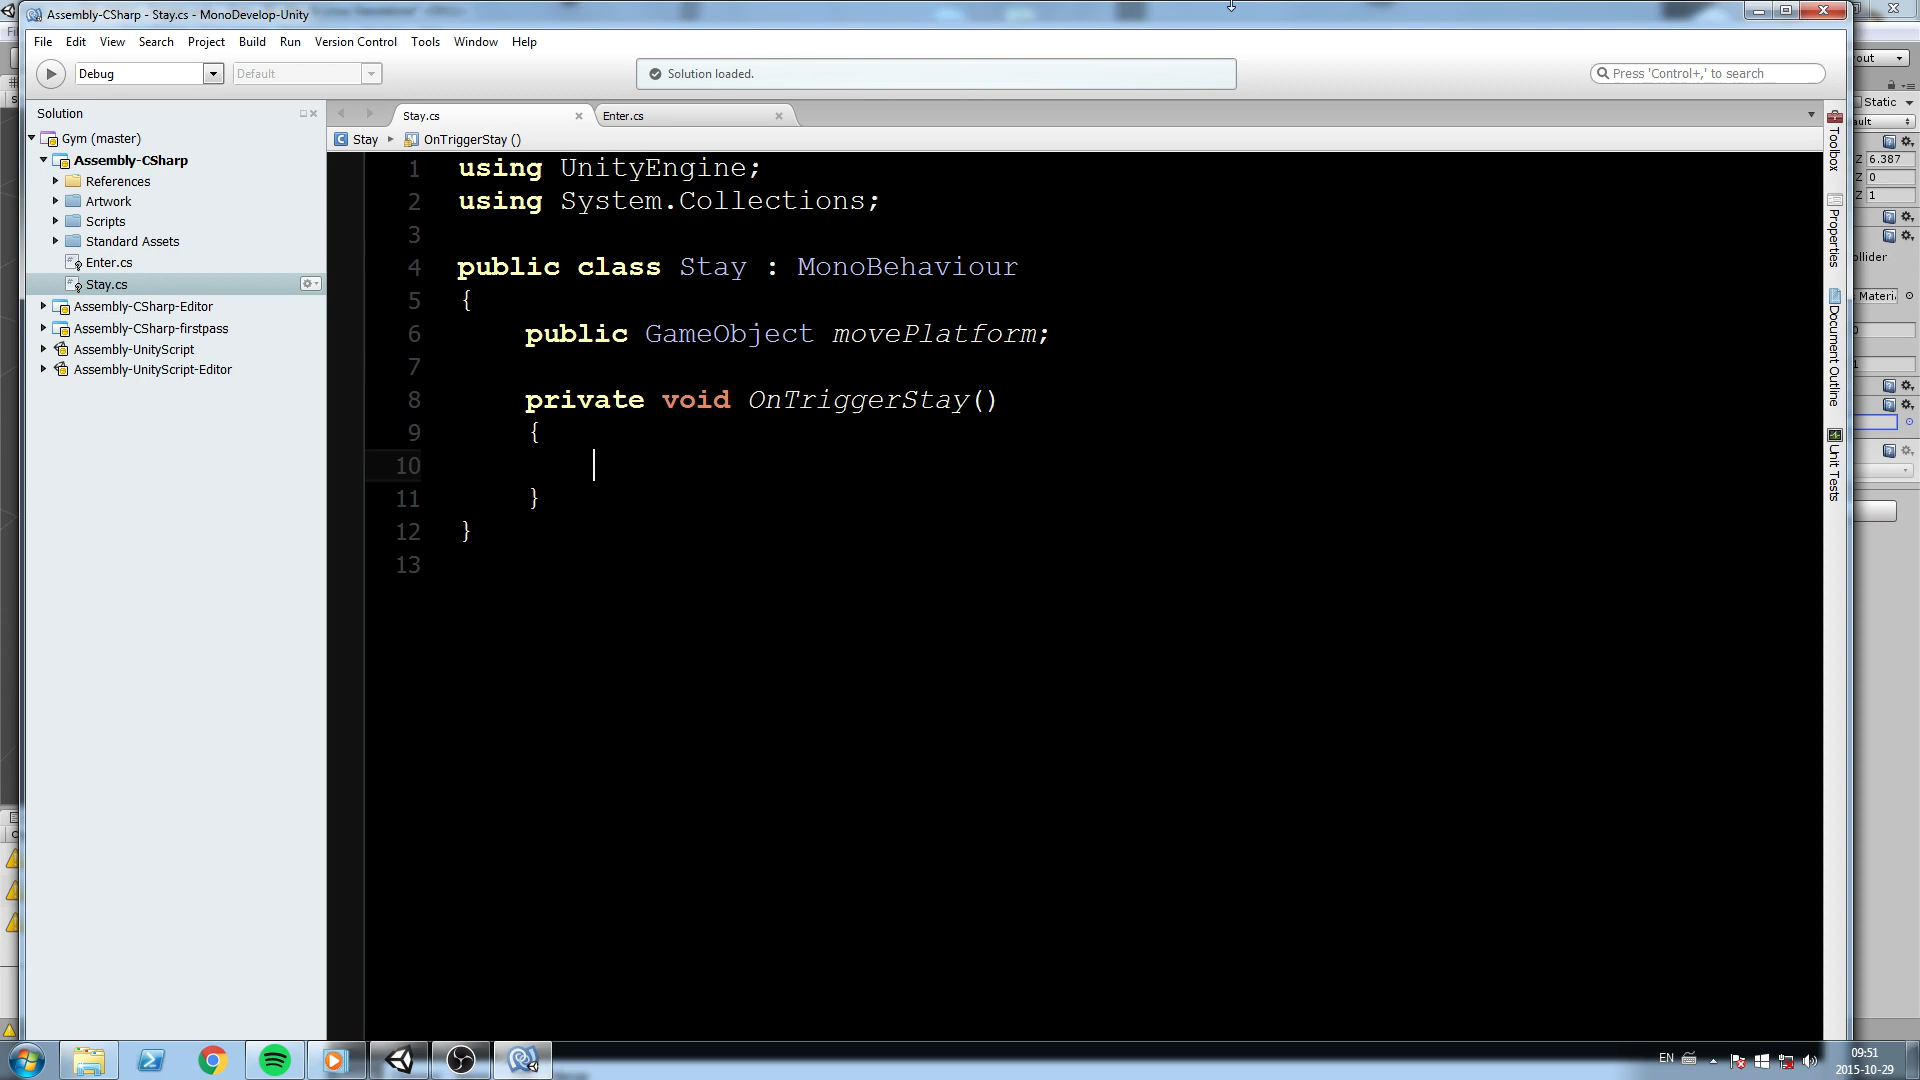 Assembly-CSharp - Stay.cs - MonoDevelop-Unity
File Edit View Search Project Build Run Version Control Tools Window Help
Debug
Default
Solution loaded.
Press 'Control+,' to search
Solution
Gym (master)
Assembly-CSharp
References
Artwork
Scripts
Standard Assets
Enter.cs
Stay.cs
Assembly-CSharp-Editor
Assembly-CSharp-firstpass
Assembly-UnityScript
Assembly-UnityScript-Editor
Stay.cs
Enter.cs
Stay
OnTriggerStay ()
1 using UnityEngine;
2 using System.Collections;
3
4 public class Stay : MonoBehaviour
5 {
6 public GameObject movePlatform;
7
8 private void OnTriggerStay()
9 {
10
11 }
12 }
13
Toolbox
Properties
Document Outline
Unit Tests
out
Static
ault
Z 6.387
Z 0
Z 1
ollider
Materi
EN
09:51
2015-10-29